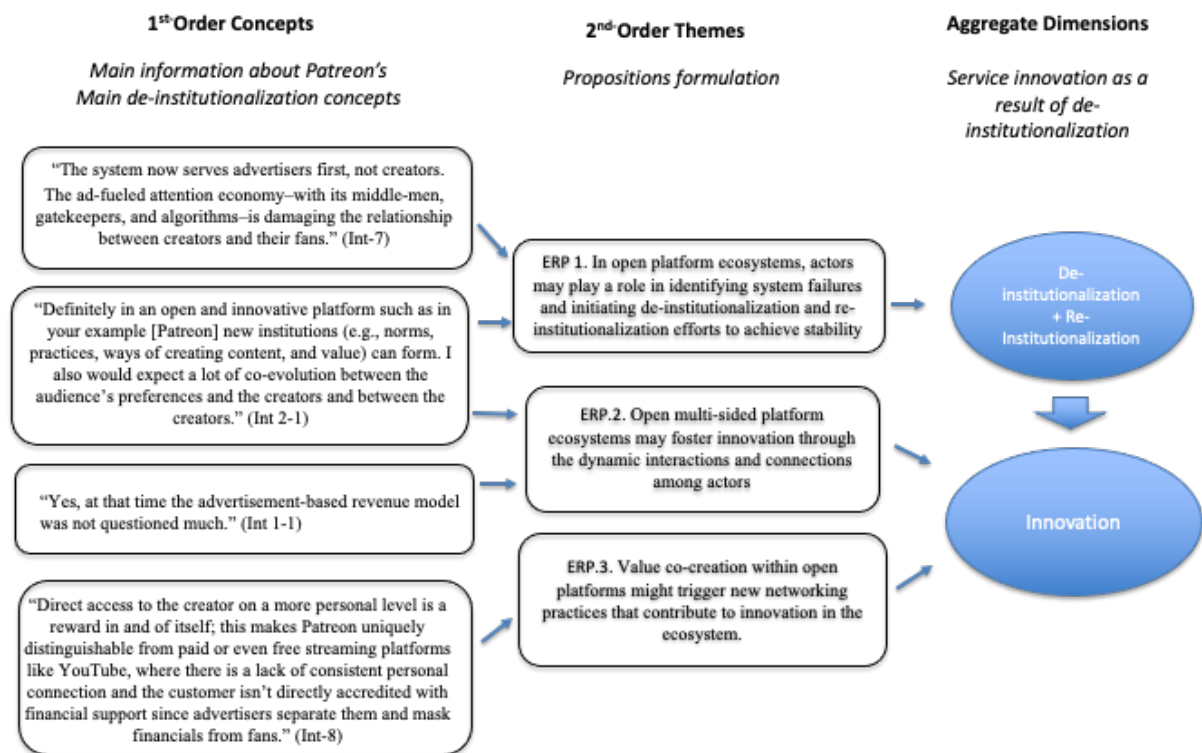 1st-Order Concepts
Main information about Patreon's
Main de-institutionalization concepts
“The system now serves advertisers first, not creators.
The ad-fueled attention economy–with its middle-men,
gatekeepers, and algorithms–is damaging the relationship
between creators and their fans.” (Int-7)
“Definitely in an open and innovative platform such as in
your example [Patreon] new institutions (e.g., norms,
practices, ways of creating content, and value) can form. I
also would expect a lot of co-evolution between the
audience’s preferences and the creators and between the
creators.” (Int 2-1)
“Yes, at that time the advertisement-based revenue model
was not questioned much.” (Int 1-1)
“Direct access to the creator on a more personal level is a
reward in and of itself; this makes Patreon uniquely
distinguishable from paid or even free streaming platforms
like YouTube, where there is a lack of consistent personal
connection and the customer isn’t directly accredited with
financial support since advertisers separate them and mask
financials from fans.” (Int-8)
2nd-Order Themes
Propositions formulation
ERP 1. In open platform ecosystems, actors
may play a role in identifying system failures
and initiating de-institutionalization and re-
institutionalization efforts to achieve stability
ERP.2. Open multi-sided platform
ecosystems may foster innovation through
the dynamic interactions and connections
among actors
ERP.3. Value co-creation within open
platforms might trigger new networking
practices that contribute to innovation in the
ecosystem.
Aggregate Dimensions
Service innovation as a
result of de-
institutionalization
De-
institutionalization
+ Re-
Institutionalization
Innovation